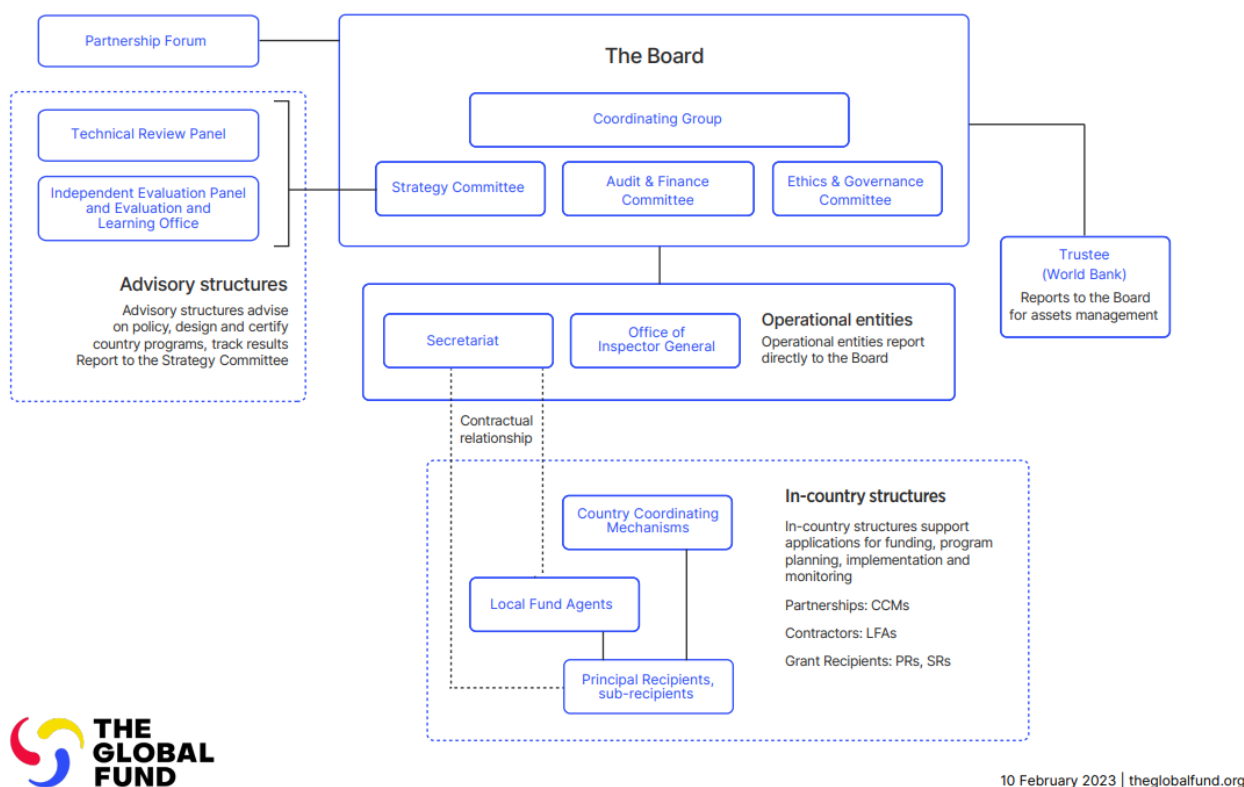 Partnership Forum
The Board
Coordinating Group
Strategy Committee
Audit & Finance
Committee
Ethics & Governance
Committee
Technical Review Panel
Independent Evaluation Panel
and Evaluation and
Learning Office
Advisory structures
Advisory structures advise
on policy, design and certify
country programs, track results
Report to the Strategy Committee
Trustee
(World Bank)
Reports to the Board
for assets management
Secretariat
Office of
Inspector General
Operational entities
Operational entities report
directly to the Board
Contractual
relationship
Country Coordinating
Mechanisms
Local Fund Agents
Principal Recipients,
sub-recipients
In-country structures
In-country structures support
applications for funding, program
planning, implementation and
monitoring
Partnerships: CCMs
Contractors: LFAs
Grant Recipients: PRs, SRs
THE
GLOBAL
FUND
10 February 2023 | theglobalfund.org